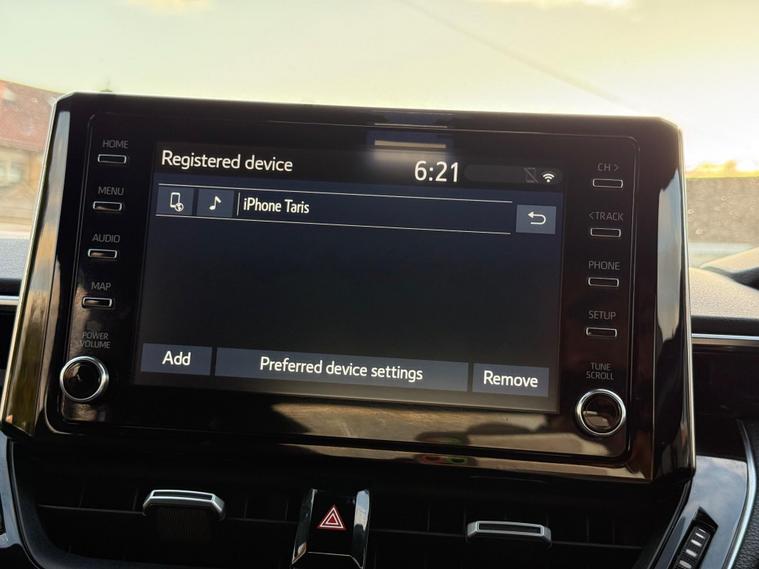 HOME
MENU
AUDIO
MAP
POWER
VOLUME
Registered device
6:21
iPhone Taris
Add
Preferred device settings
Remove
CH >
<TRACK
PHONE
SETUP
TUNE
SCROLL